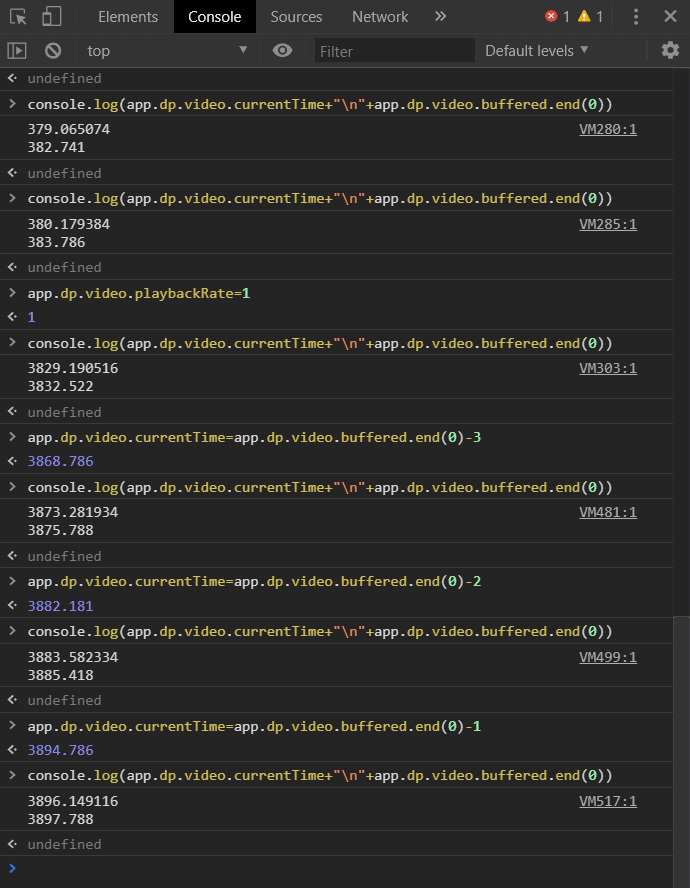 Elements Console Sources Network » 1 1
top ▼ Filter Default levels ▼
undefined
console.log(app.dp.video.currentTime+"\n"+app.dp.video.buffered.end(0))
379.065074 VM280:1
382.741
undefined
console.log(app.dp.video.currentTime+"\n"+app.dp.video.buffered.end(0))
380.179384 VM285:1
383.786
undefined
app.dp.video.playbackRate=1
1
console.log(app.dp.video.currentTime+"\n"+app.dp.video.buffered.end(0))
3829.190516 VM303:1
3832.522
undefined
app.dp.video.currentTime=app.dp.video.buffered.end(0)-3
3868.786
console.log(app.dp.video.currentTime+"\n"+app.dp.video.buffered.end(0))
3873.281934 VM481:1
3875.788
undefined
app.dp.video.currentTime=app.dp.video.buffered.end(0)-2
3882.181
console.log(app.dp.video.currentTime+"\n"+app.dp.video.buffered.end(0))
3883.582334 VM499:1
3885.418
undefined
app.dp.video.currentTime=app.dp.video.buffered.end(0)-1
3894.786
console.log(app.dp.video.currentTime+"\n"+app.dp.video.buffered.end(0))
3896.149116 VM517:1
3897.788
undefined